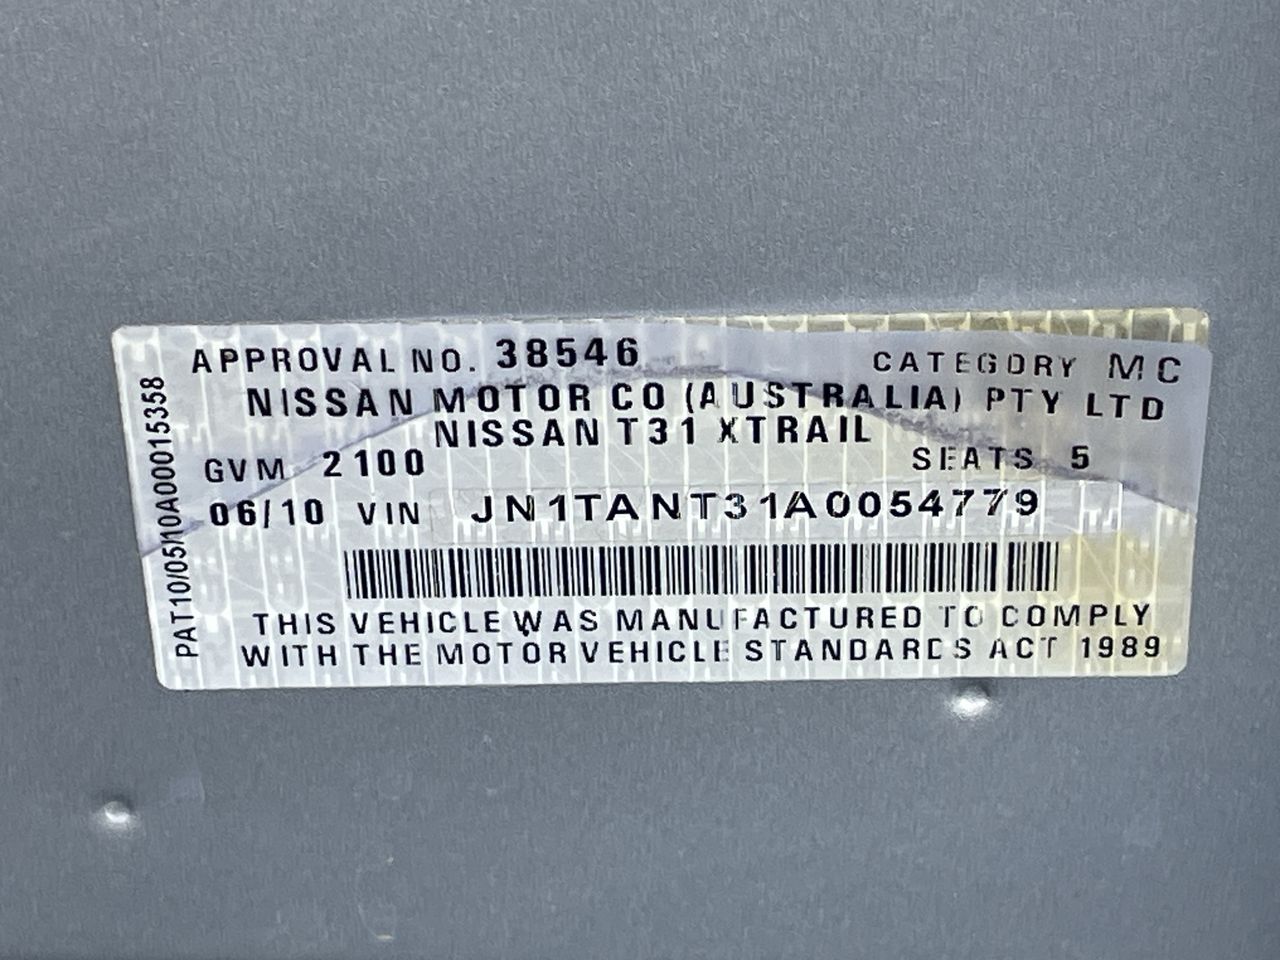 APPROVAL NO. 38546 CATEGORY MC
NISSAN MOTOR CO (AUSTRALIA) PTY LTD
NISSAN T31 XTRAIL
GVM 2100 SEATS 5
06/10 VIN JN1TANT31A0054779
THIS VEHICLE WAS MANUFACTURED TO COMPLY
WITH THE MOTOR VEHICLE STANDARDS ACT 1989
PAT10/05/10A00015358